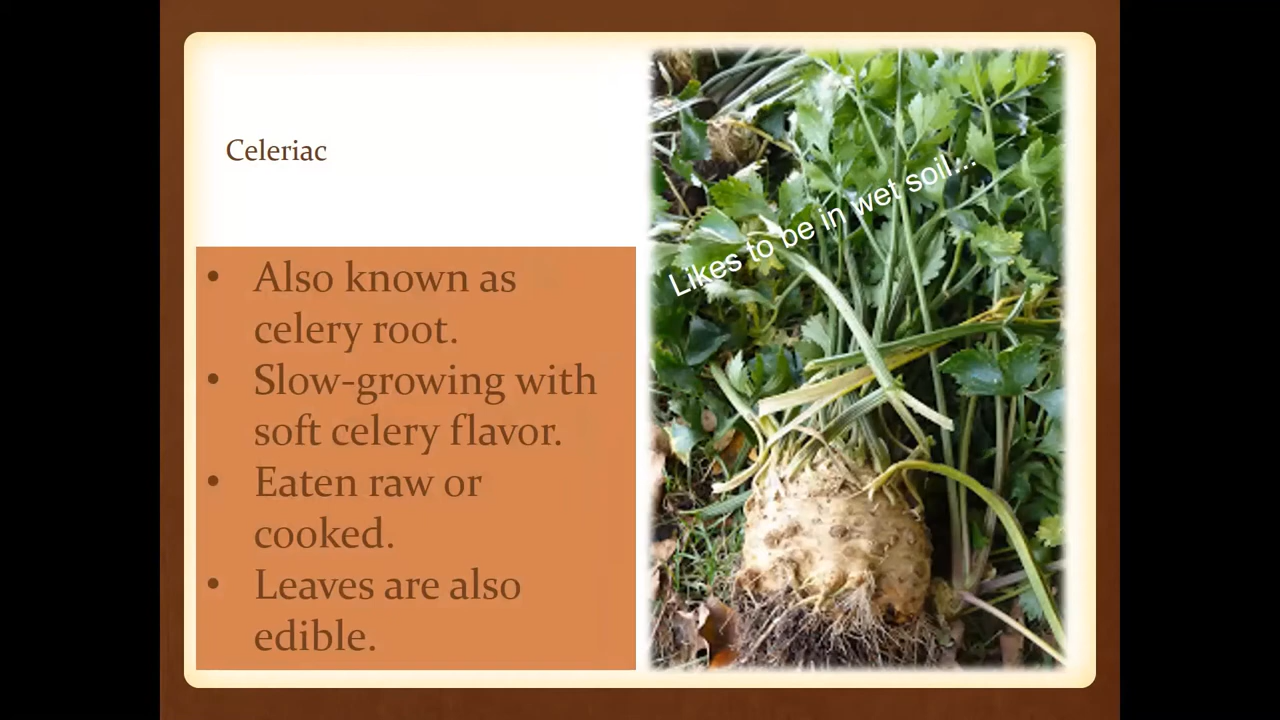 Celeriac
• Also known as
celery root.
• Slow-growing with
soft celery flavor.
• Eaten raw or
cooked.
• Leaves are also
edible.
Likes to be in wet soil...